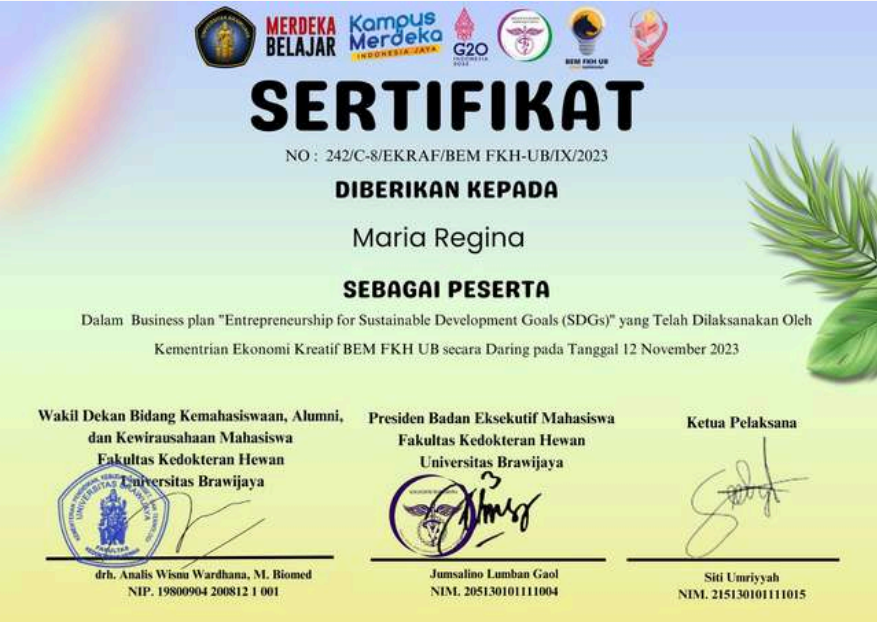 MERDEKA
BELAJAR
Kampus
Merdeka
INDONESIA JAYA
G20
INDONESIA
2022
BEM FKH UB
SERTIFIKAT
NO : 242/C-8/EKRAF/BEM FKH-UB/IX/2023
DIBERIKAN KEPADA
Maria Regina
SEBAGAI PESERTA
Dalam Business plan "Entrepreneurship for Sustainable Development Goals (SDGs)" yang Telah Dilaksanakan Oleh
Kementrian Ekonomi Kreatif BEM FKH UB secara Daring pada Tanggal 12 November 2023
Wakil Dekan Bidang Kemahasiswaan, Alumni,
dan Kewirausahaan Mahasiswa
Fakultas Kedokteran Hewan
Universitas Brawijaya
UNIVERSITAS BRAWIJAYA
FAKULTAS
drh. Analis Wisnu Wardhana, M. Biomed
NIP. 19800904 200812 1 001
Presiden Badan Eksekutif Mahasiswa
Fakultas Kedokteran Hewan
Universitas Brawijaya
Jumsalino Lumban Gaol
NIM. 205130101111004
Ketua Pelaksana
Siti Umriyyah
NIM. 215130101111015